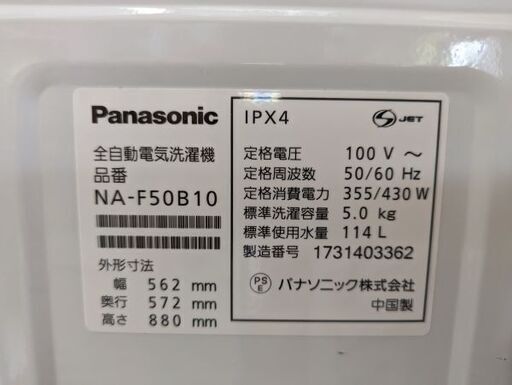 Panasonic
全自動電気洗濯機
品番
NA-F50B10
外形寸法
幅 562 mm
奥行 572 mm
高さ 880 mm
IPX4
S JET
定格電圧 100 V ～
定格周波数 50/60 Hz
定格消費電力 355/430 W
標準洗濯容量 5.0 kg
標準使用水量 114 L
製造番号 1731403362
PSE パナソニック株式会社
中国製